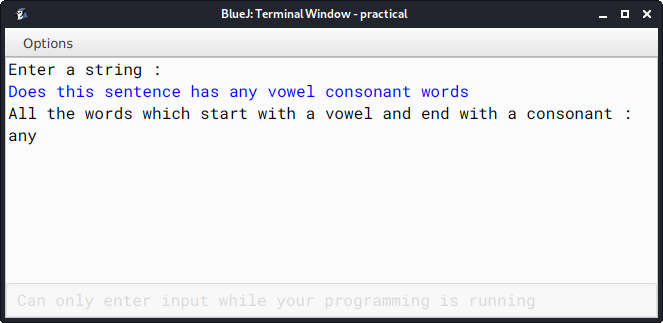 BlueJ: Terminal Window - practical
Options
Enter a string :
Does this sentence has any vowel consonant words
All the words which start with a vowel and end with a consonant :
any
Can only enter input while your programming is running